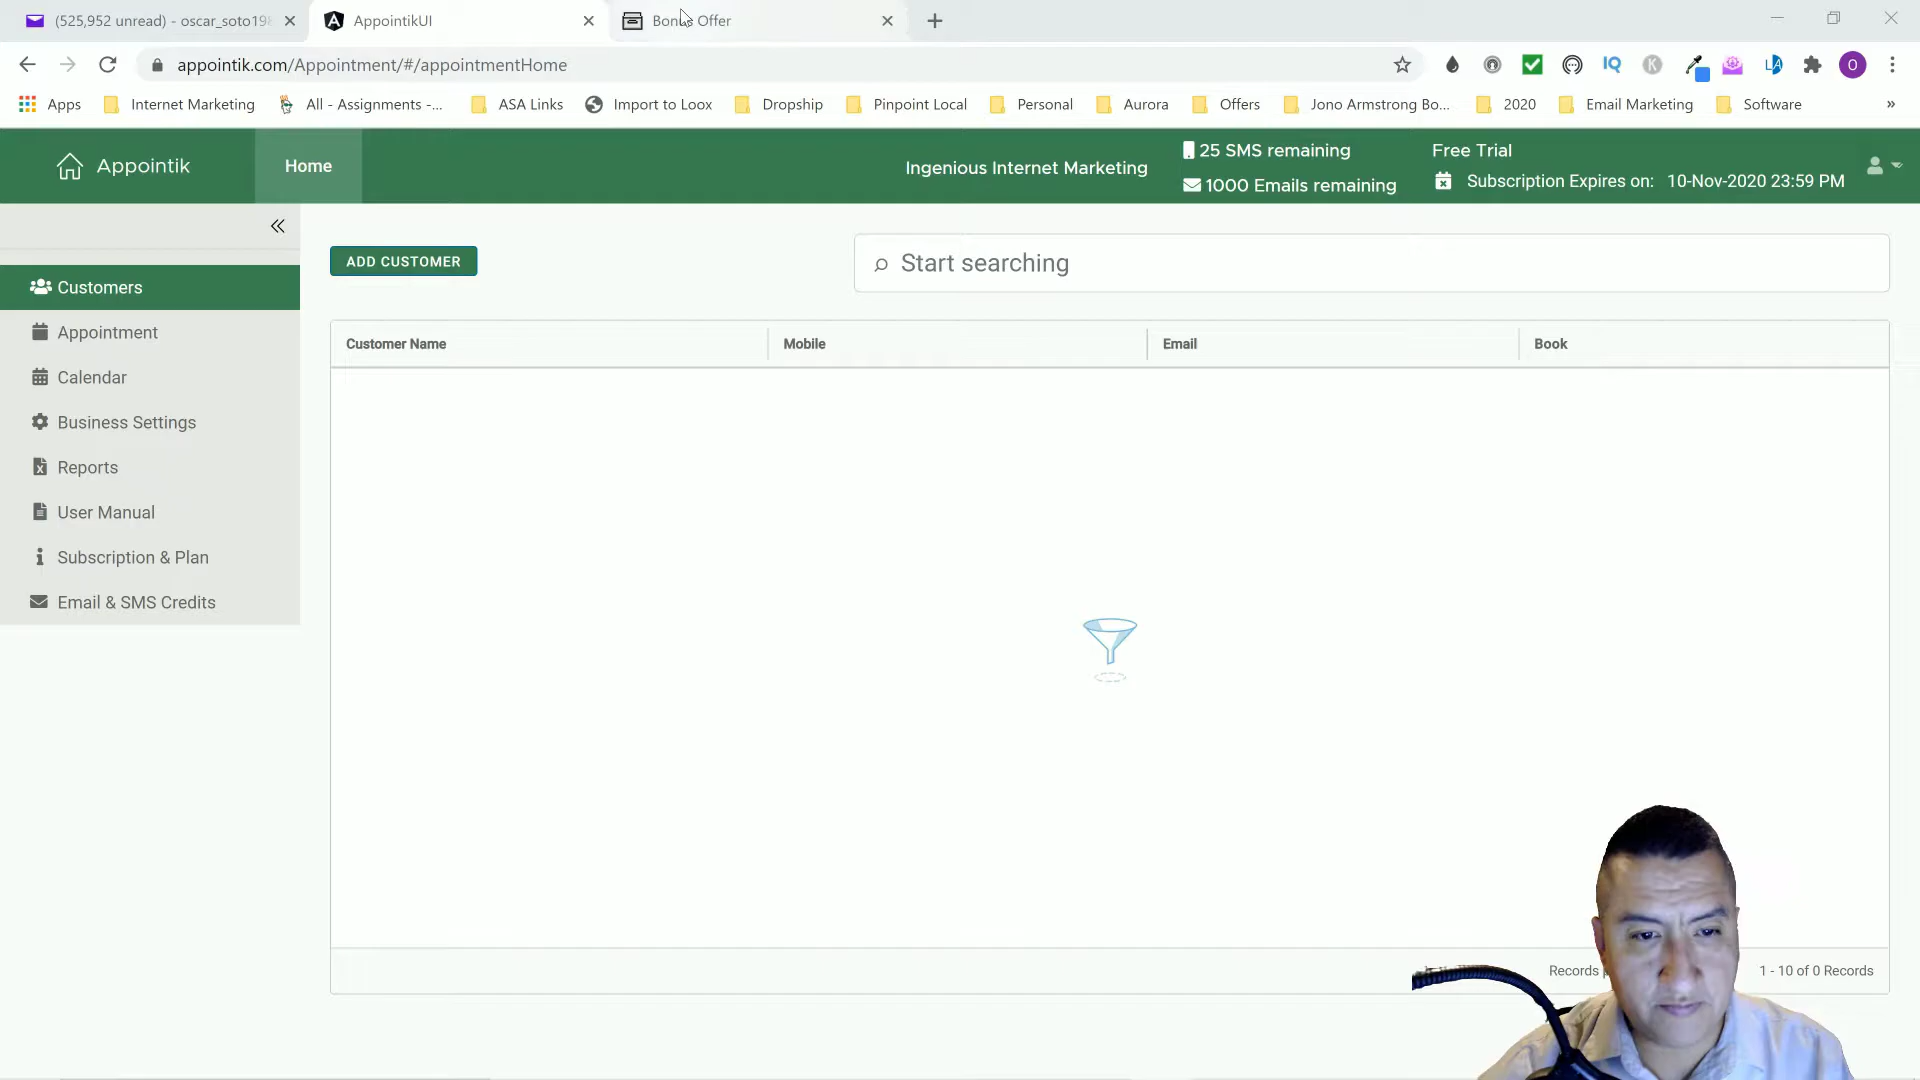 (525,952 unread) - oscar_soto198
AppointikUI
Bonus Offer
appointik.com/Appointment/#/appointmentHome
IQ
K
O
Apps
Internet Marketing
All - Assignments -...
ASA Links
Import to Loox
Dropship
Pinpoint Local
Personal
Aurora
Offers
Jono Armstrong Bo...
2020
Email Marketing
Software
»
Appointik
Home
Ingenious Internet Marketing
25 SMS remaining
1000 Emails remaining
Free Trial
Subscription Expires on: 10-Nov-2020 23:59 PM
ADD CUSTOMER
Start searching
Customers
Appointment
Calendar
Business Settings
Reports
User Manual
Subscription & Plan
Email & SMS Credits
Customer Name
Mobile
Email
Book
Records
1 - 10 of 0 Records